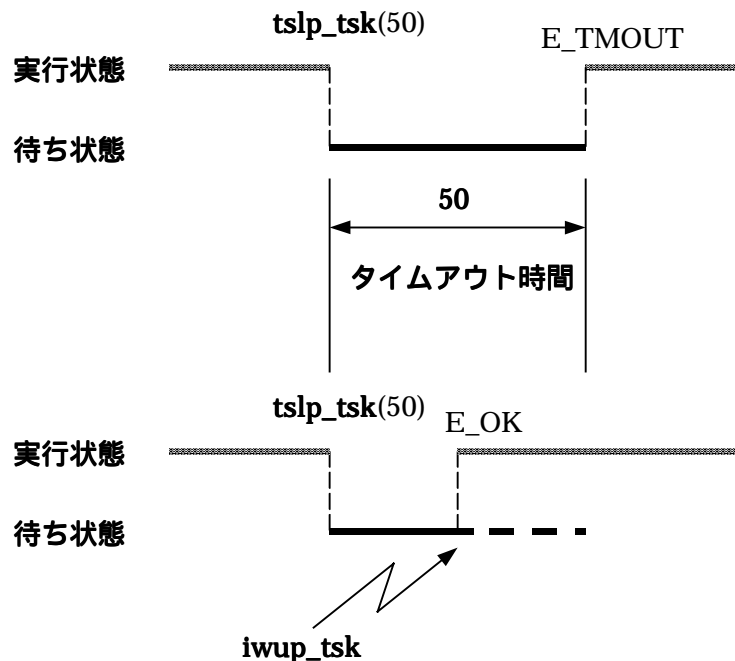 tslp_tsk(50)
E_TMOUT
実行状態
待ち状態
50
タイムアウト時間
tslp_tsk(50)
E_OK
実行状態
待ち状態
iwup_tsk